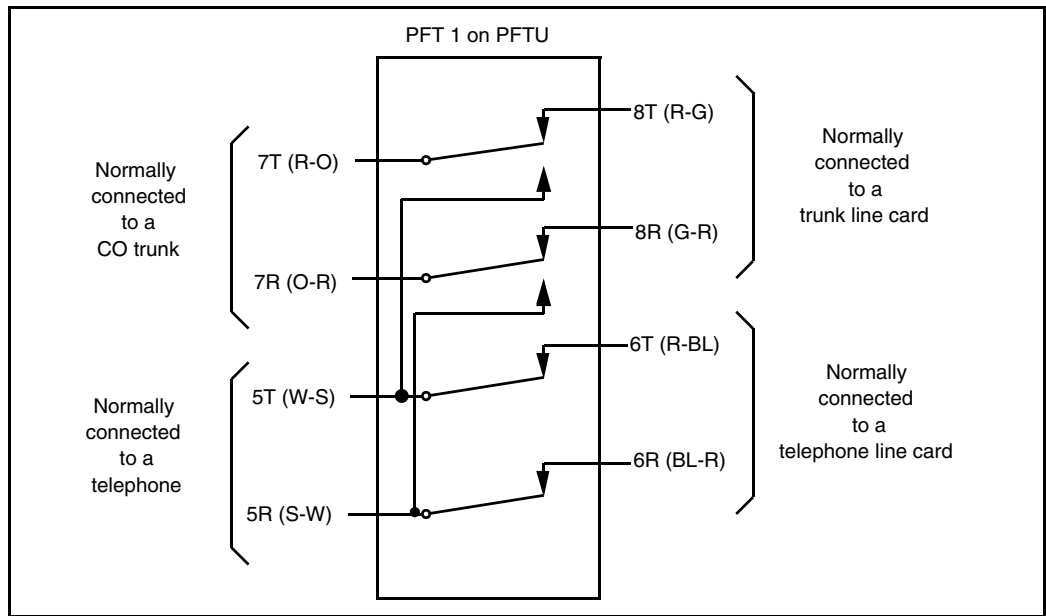 PFT 1 on PFTU
Normally
connected
to a
CO trunk
7T (R-O)
7R (O-R)
8T (R-G)
8R (G-R)
Normally
connected
to a
trunk line card
Normally
connected
to a
telephone
5T (W-S)
5R (S-W)
6T (R-BL)
6R (BL-R)
Normally
connected
to a
telephone line card